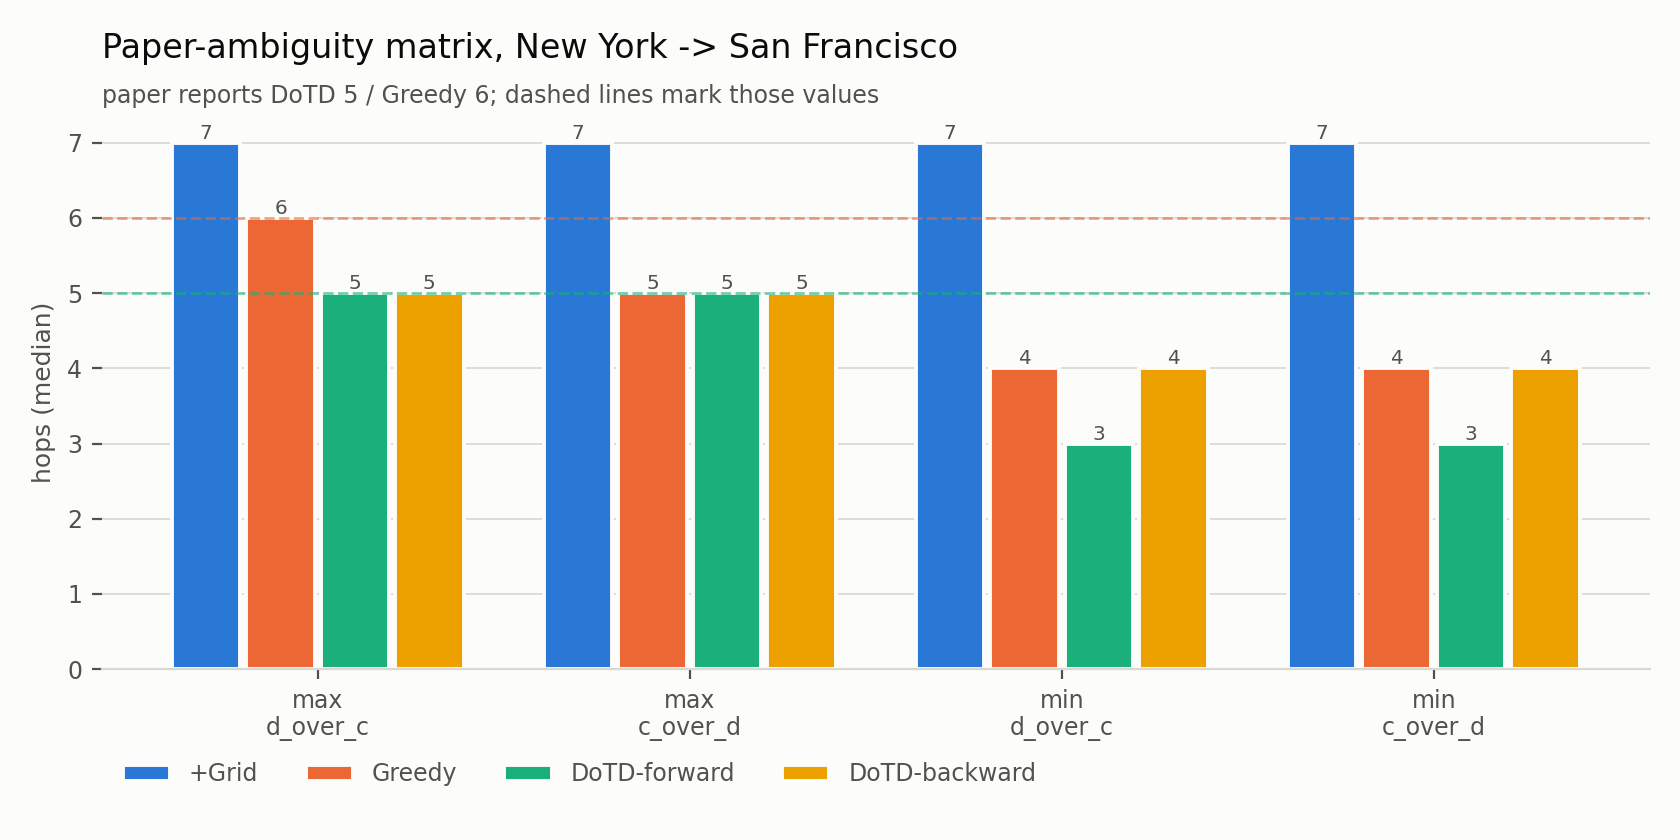 Paper-ambiguity matrix, New York -> San Francisco
paper reports DoTD 5 / Greedy 6; dashed lines mark those values
hops (median)
7
6
5
4
3
2
1
0
7 6 5 5
7 5 5 5
7 4 3 4
7 4 3 4
max
d_over_c
max
c_over_d
min
d_over_c
min
c_over_d
+Grid Greedy DoTD-forward DoTD-backward